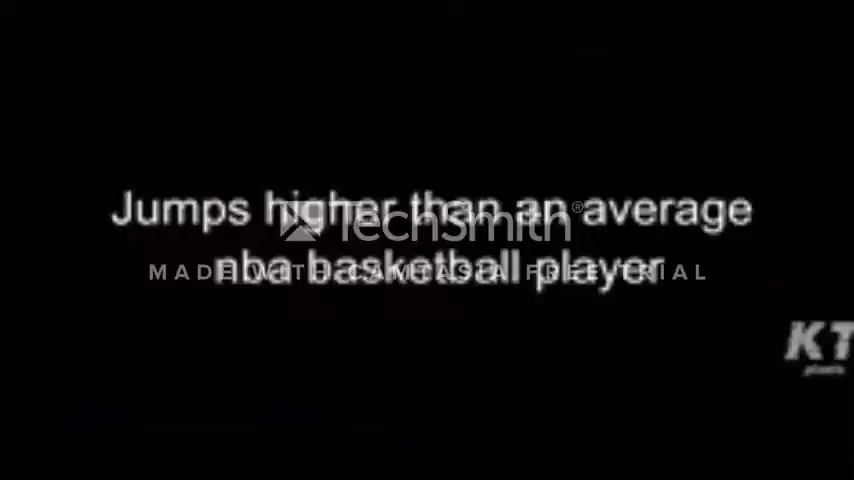 Jumps higher than an average
nba basketball player
TechSmith®
MADE WITH CAMTASIA FREE TRIAL
KT